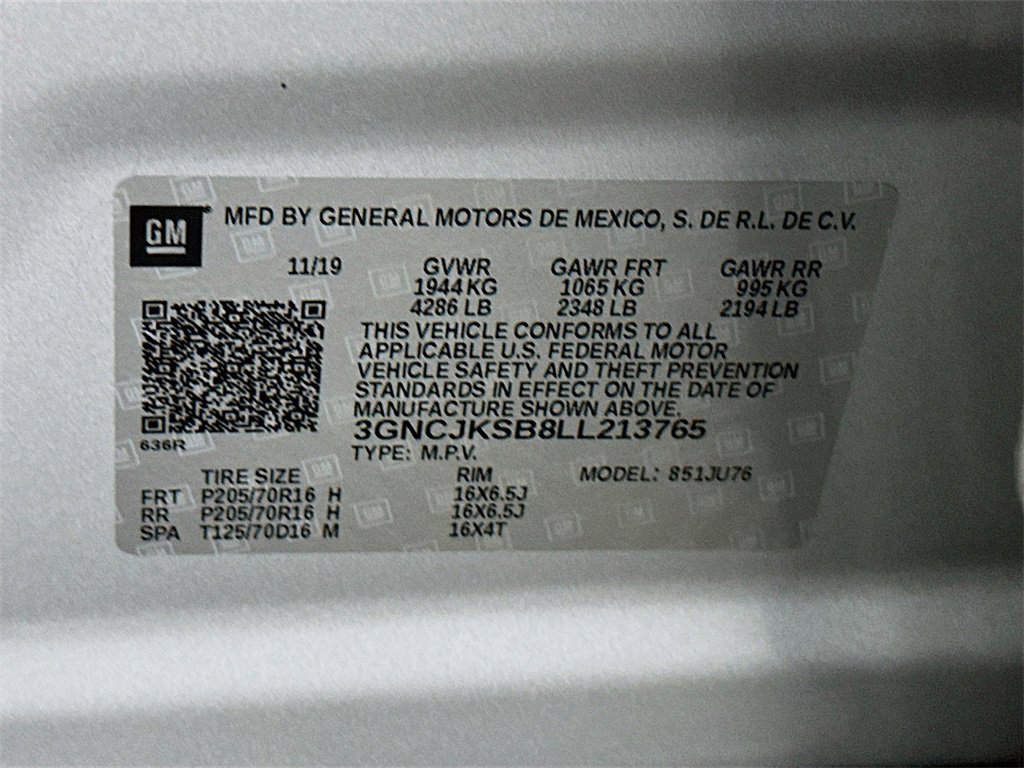 GM MFD BY GENERAL MOTORS DE MEXICO, S. DE R.L. DE C.V.
11/19 GVWR GAWR FRT GAWR RR
1944 KG 1065 KG 995 KG
4286 LB 2348 LB 2194 LB
THIS VEHICLE CONFORMS TO ALL
APPLICABLE U.S. FEDERAL MOTOR
VEHICLE SAFETY AND THEFT PREVENTION
STANDARDS IN EFFECT ON THE DATE OF
MANUFACTURE SHOWN ABOVE.
3GNCJKSB8LL213765
636R
TYPE: M.P.V.
TIRE SIZE RIM MODEL: 851JU76
FRT P205/70R16 H 16X6.5J
RR P205/70R16 H 16X6.5J
SPA T125/70D16 M 16X4T